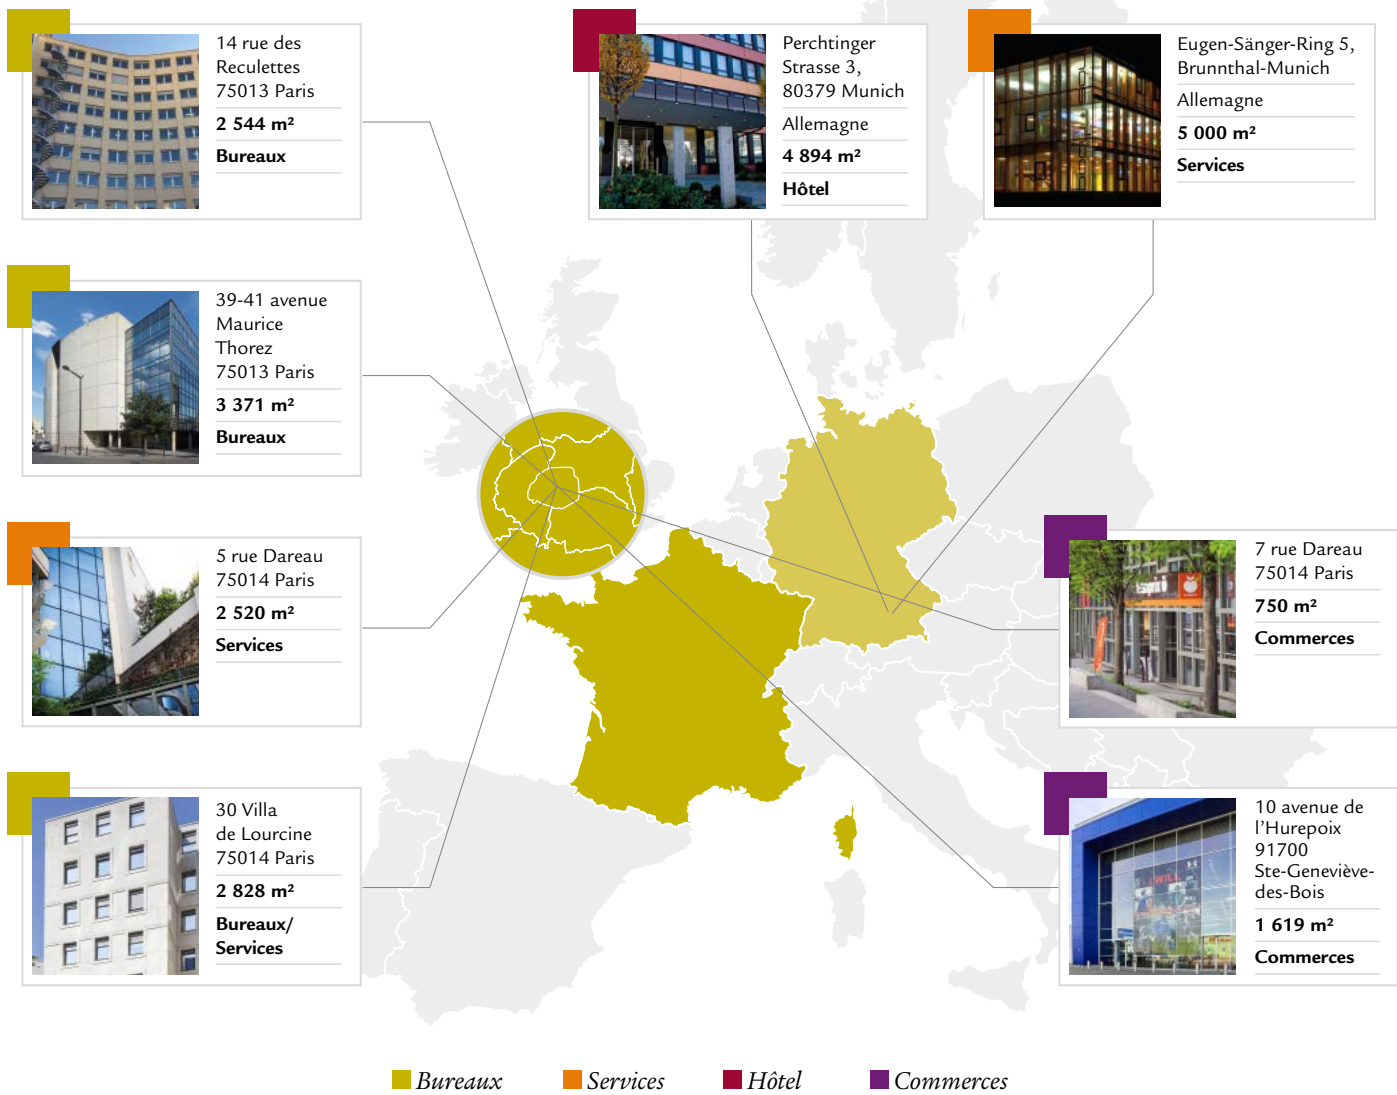 14 rue des
Reculettes
75013 Paris
2 544 m²
Bureaux
Perchtinger
Strasse 3,
80379 Munich
Allemagne
4 894 m²
Hôtel
Eugen-Sänger-Ring 5,
Brunnthal-Munich
Allemagne
5 000 m²
Services
39-41 avenue
Maurice
Thorez
75013 Paris
3 371 m²
Bureaux
5 rue Dareau
75014 Paris
2 520 m²
Services
7 rue Dareau
75014 Paris
750 m²
Commerces
30 Villa
de Lourcine
75014 Paris
2 828 m²
Bureaux/
Services
10 avenue de
l'Hurepoix
91700
Ste-Geneviève-
des-Bois
1 619 m²
Commerces
I WILL
Bureaux
Services
Hôtel
Commerces